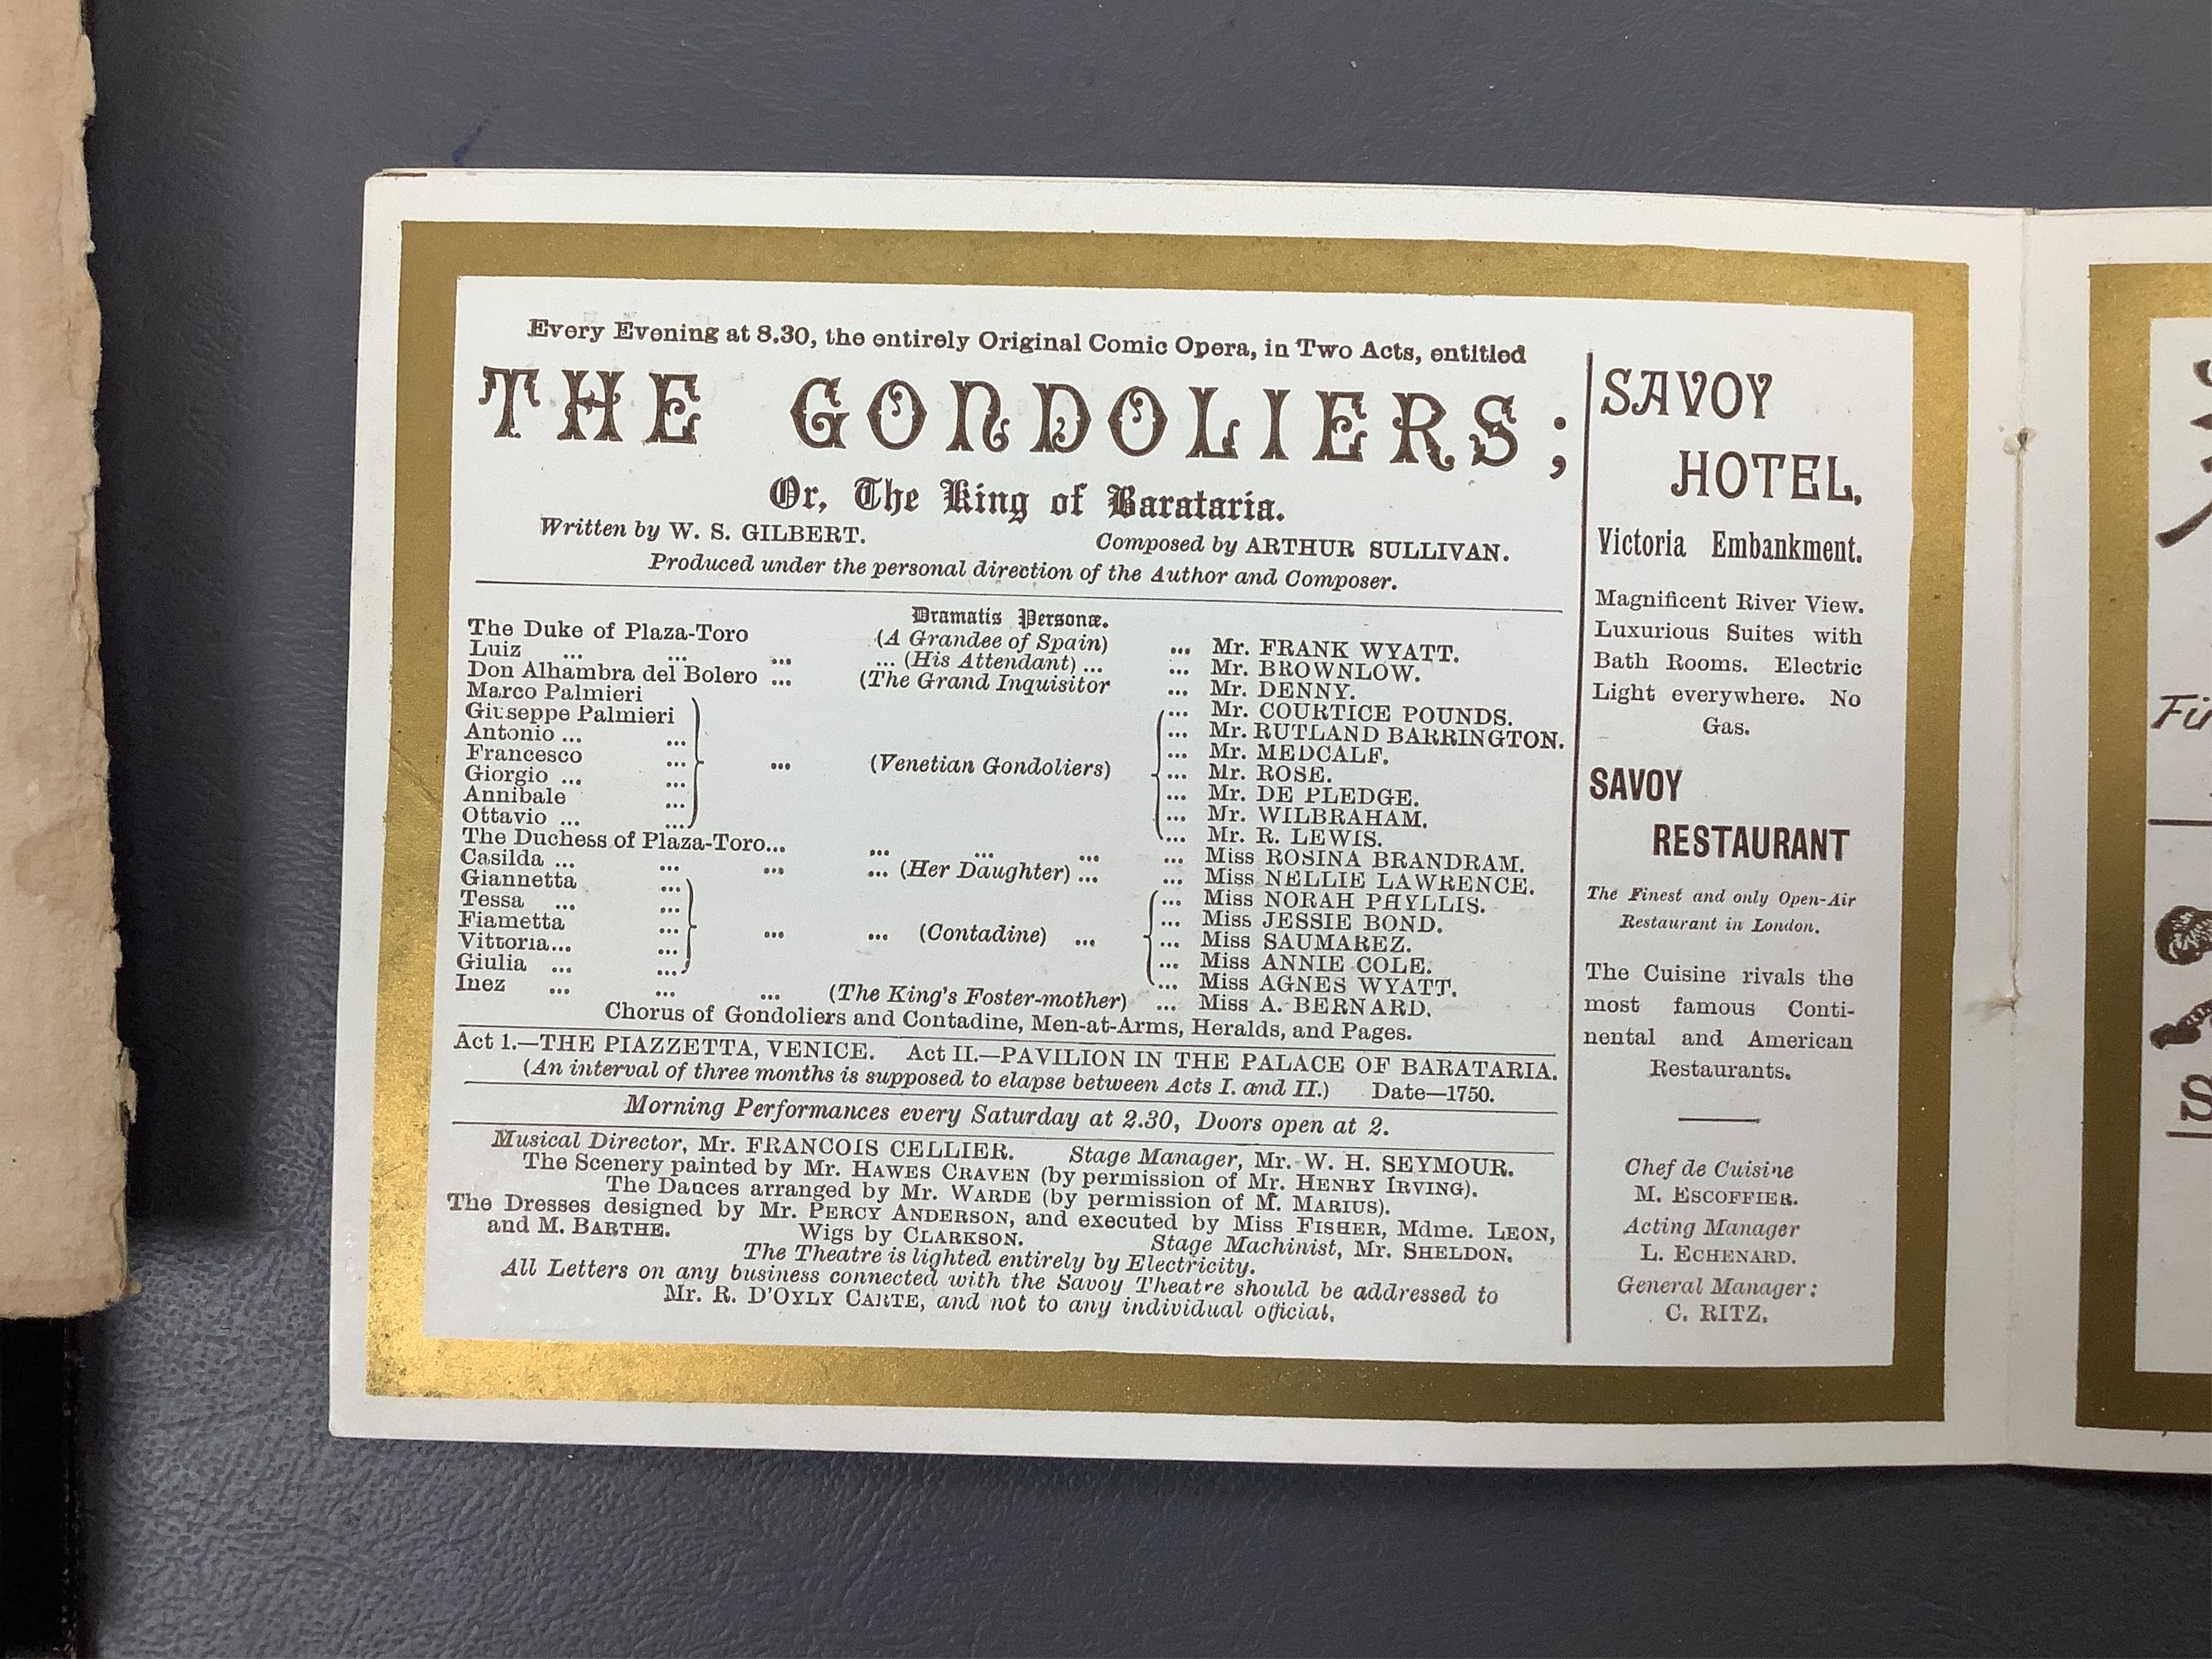 Every Evening at 8.30, the entirely Original Comic Opera, in Two Acts, entitled
THE GONDOLIERS;
Or, The King of Barataria.
Written by W. S. GILBERT. Composed by ARTHUR SULLIVAN.
Produced under the personal direction of the Author and Composer.
Dramatis Personæ.
The Duke of Plaza-Toro (A Grandee of Spain) ... Mr. FRANK WYATT.
Luiz ... ... ... ... (His Attendant) ... ... Mr. BROWNLOW.
Don Alhambra del Bolero ... (The Grand Inquisitor ... Mr. DENNY.
Marco Palmieri ... Mr. COURTICE POUNDS.
Giuseppe Palmieri ... Mr. RUTLAND BARRINGTON.
Antonio ... ... ... Mr. MEDCALF.
Francesco ... ... (Venetian Gondoliers) ... Mr. ROSE.
Giorgio ... ... ... Mr. DE PLEDGE.
Annibale ... ... Mr. WILBRAHAM.
Ottavio ... ... ... Mr. R. LEWIS.
The Duchess of Plaza-Toro... ... ... ... ... Miss ROSINA BRANDRAM.
Casilda ... ... ... ... (Her Daughter) ... ... Miss NELLIE LAWRENCE.
Giannetta ... ... Miss NORAH PHYLLIS.
Tessa ... ... ... Miss JESSIE BOND.
Fiametta ... ... ... (Contadine) ... ... Miss SAUMAREZ.
Vittoria... ... ... Miss ANNIE COLE.
Giulia ... ... ... Miss AGNES WYATT.
Inez ... ... ... (The King's Foster-mother) ... Miss A. BERNARD.
Chorus of Gondoliers and Contadine, Men-at-Arms, Heralds, and Pages.
Act I.—THE PIAZZETTA, VENICE. Act II.—PAVILION IN THE PALACE OF BARATARIA.
(An interval of three months is supposed to elapse between Acts I. and II.) Date—1750.
Morning Performances every Saturday at 2.30, Doors open at 2.
Musical Director, Mr. FRANCOIS CELLIER. Stage Manager, Mr. W. H. SEYMOUR.
The Scenery painted by Mr. HAWES CRAVEN (by permission of Mr. HENRY IRVING).
The Dances arranged by Mr. WARDE (by permission of M. MARIUS).
The Dresses designed by Mr. PERCY ANDERSON, and executed by Miss FISHER, Mdme. LEON,
and M. BARTHE. Wigs by CLARKSON. Stage Machinist, Mr. SHELDON.
The Theatre is lighted entirely by Electricity.
All Letters on any business connected with the Savoy Theatre should be addressed to
Mr. R. D'OYLY CARTE, and not to any individual official.
SAVOY
HOTEL,
Victoria Embankment.
Magnificent River View.
Luxurious Suites with
Bath Rooms. Electric
Light everywhere. No
Gas.
SAVOY
RESTAURANT
The Finest and only Open-Air
Restaurant in London.
The Cuisine rivals the
most famous Conti-
nental and American
Restaurants.
Chef de Cuisine
M. ESCOFFIER.
Acting Manager
L. ECHENARD.
General Manager:
C. RITZ.